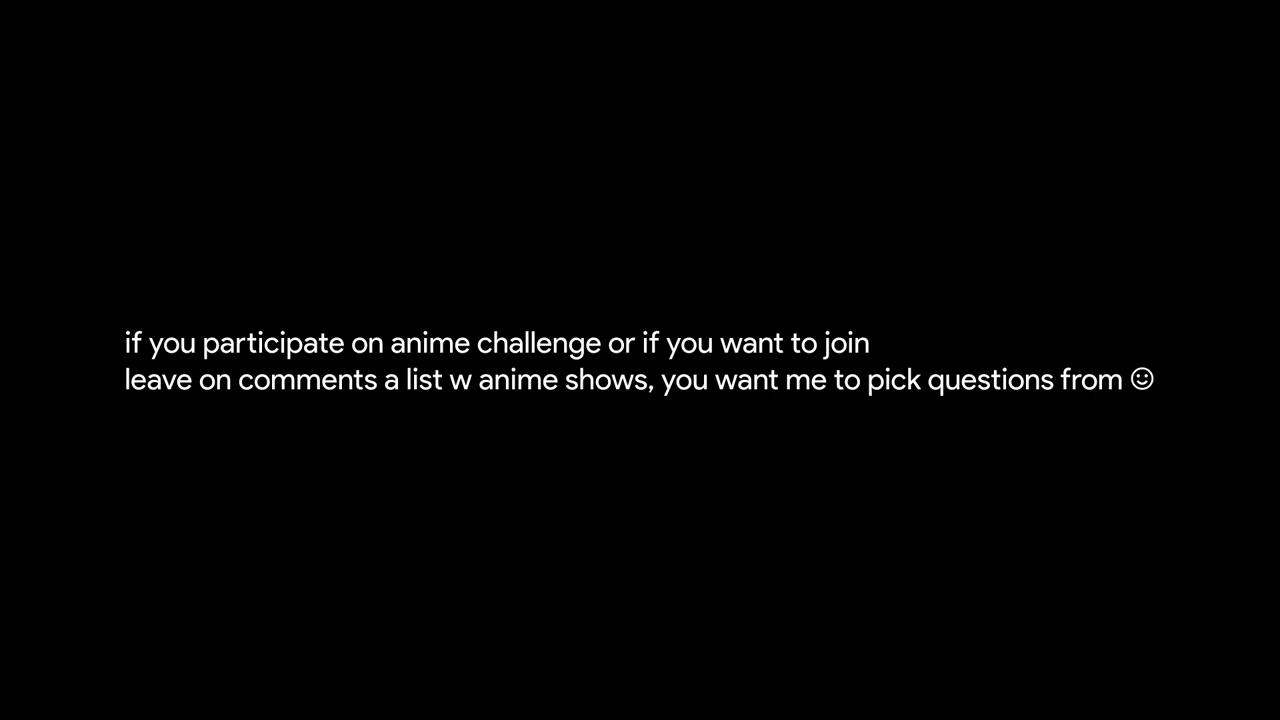 if you participate on anime challenge or if you want to join
leave on comments a list w anime shows, you want me to pick questions from ☺